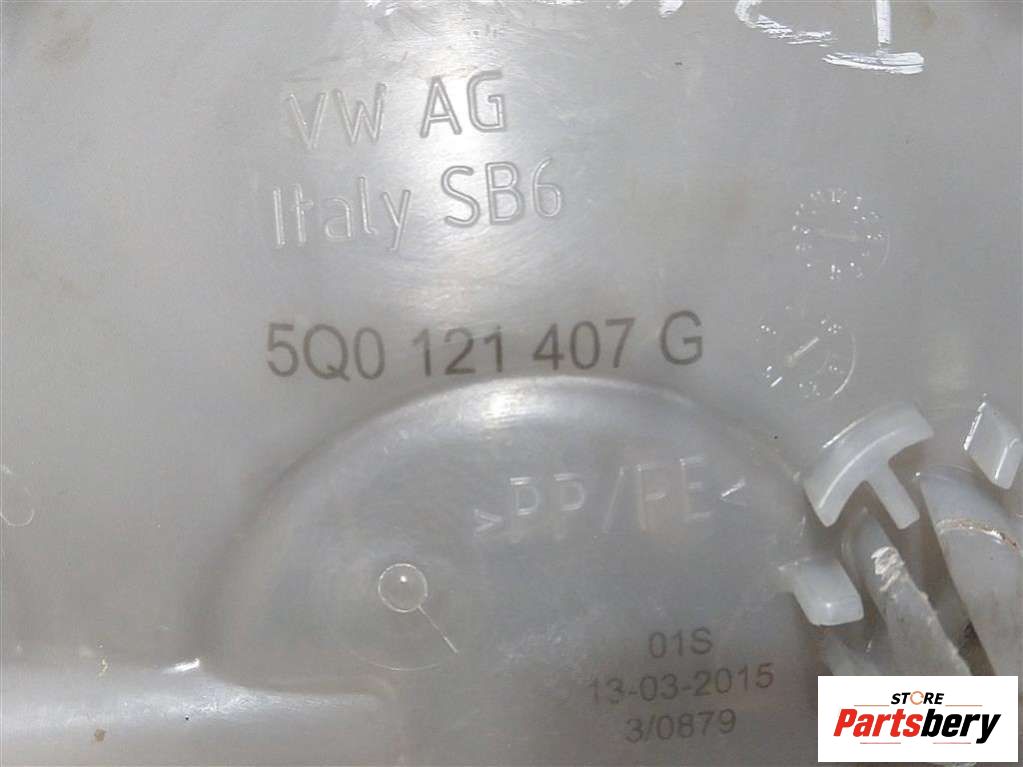 VW AG
Italy SB6
5Q0 121 407 G
>PP/PE<
01S
13-03-2015
3/0879
STORE
Partsbery